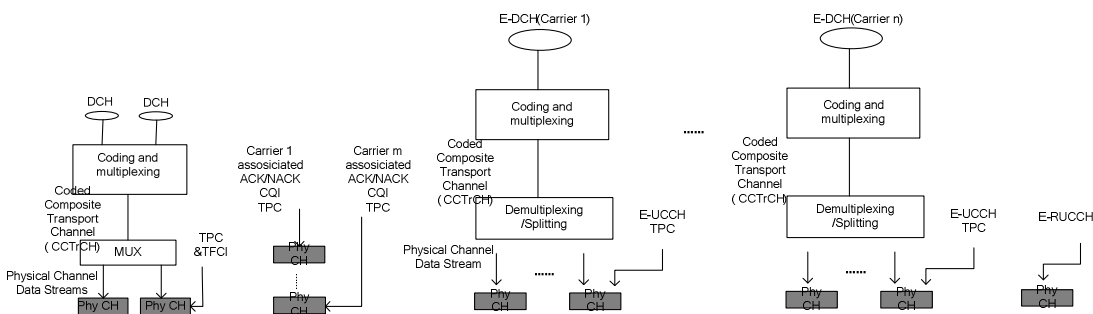 E-DCH(Carrier 1)
E-DCH(Carrier n)
DCH
DCH
Coding and
multiplexing
Coded
Composite
Transport
Channel
( CCTrCH)
MUX
TPC
&TFCI
Physical Channel
Data Streams
Phy CH
Phy CH
Carrier 1
assosiciated
ACK/NACK
CQI
TPC
Carrier m
assosiciated
ACK/NACK
CQI
TPC
Phy
CH
Phy
CH
Coding and
multiplexing
Coded
Composite
Transport
Channel
( CCTrCH)
Demultiplexing
/Splitting
E-UCCH
TPC
Physical Channel
Data Stream
......
Phy
CH
Phy
CH
......
Coding and
multiplexing
Coded
Composite
Transport
Channel
( CCTrCH)
Demultiplexing
/Splitting
E-UCCH
TPC
......
Phy
CH
Phy
CH
E-RUCCH
Phy
CH